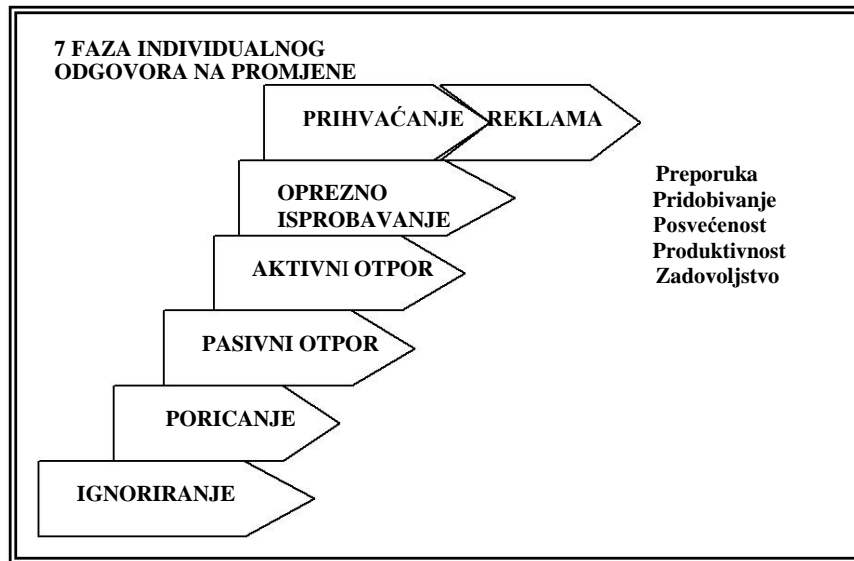 7 FAZA INDIVIDUALNOG
ODGOVORA NA PROMJENE
PRIHVAĆANJE
REKLAMA
OPREZNO
ISPROBAVANJE
AKTIVNI OTPOR
PASIVNI OTPOR
PORICANJE
IGNORIRANJE
Preporuka
Pridobivanje
Posvećenost
Produktivnost
Zadovoljstvo